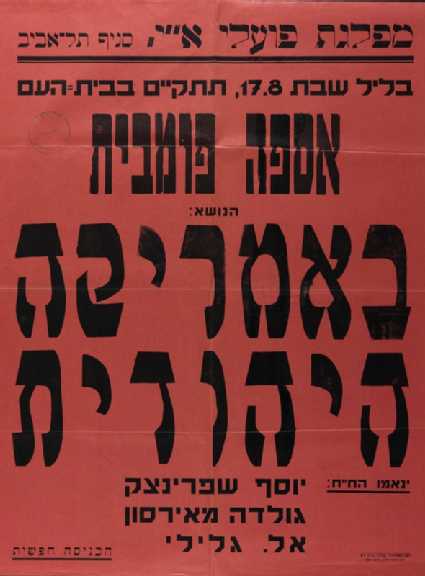 מפלגת פועלי א"י, סניף תל־אביב
בליל שבת 17.8, תתקיים בבית־העם
אספה פומבית
הנושא:
באמריקה
היהודית
ינאמו הח"ח:
יוסף שפרינצק
גולדה מאירסון
אל. גלילי
הכניסה חפשית